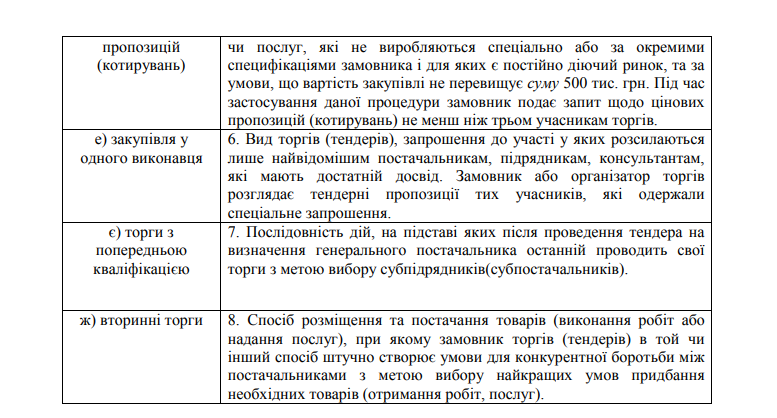 пропозицій
(котирувань)
чи послуг, які не виробляються спеціально або за окремими
специфікаціями замовника і для яких є постійно діючий ринок, та за
умови, що вартість закупівлі не перевищує суму 500 тис. грн. Під час
застосування даної процедури замовник подає запит щодо цінових
пропозицій (котирувань) не менш ніж трьом учасникам торгів.
е) закупівля у
одного виконавця
6. Вид торгів (тендерів), запрошення до участі у яких розсилаються
лише найвідомішим постачальникам, підрядникам, консультантам,
які мають достатній досвід. Замовник або організатор торгів
розглядає тендерні пропозиції тих учасників, які одержали
спеціальне запрошення.
є) торги з
попередньою
кваліфікацією
7. Послідовність дій, на підставі яких після проведення тендера на
визначення генерального постачальника останній проводить свої
торги з метою вибору субпідрядників(субпостачальників).
ж) вторинні торги
8. Спосіб розміщення та постачання товарів (виконання робіт або
надання послуг), при якому замовник торгів (тендерів) в той чи
інший спосіб штучно створює умови для конкурентної боротьби між
постачальниками з метою вибору найкращих умов придбання
необхідних товарів (отримання робіт, послуг).